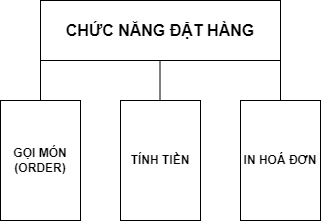 CHỨC NĂNG ĐẶT HÀNG
GỌI MÓN
(ORDER)
TÍNH TIỀN
IN HOÁ ĐƠN